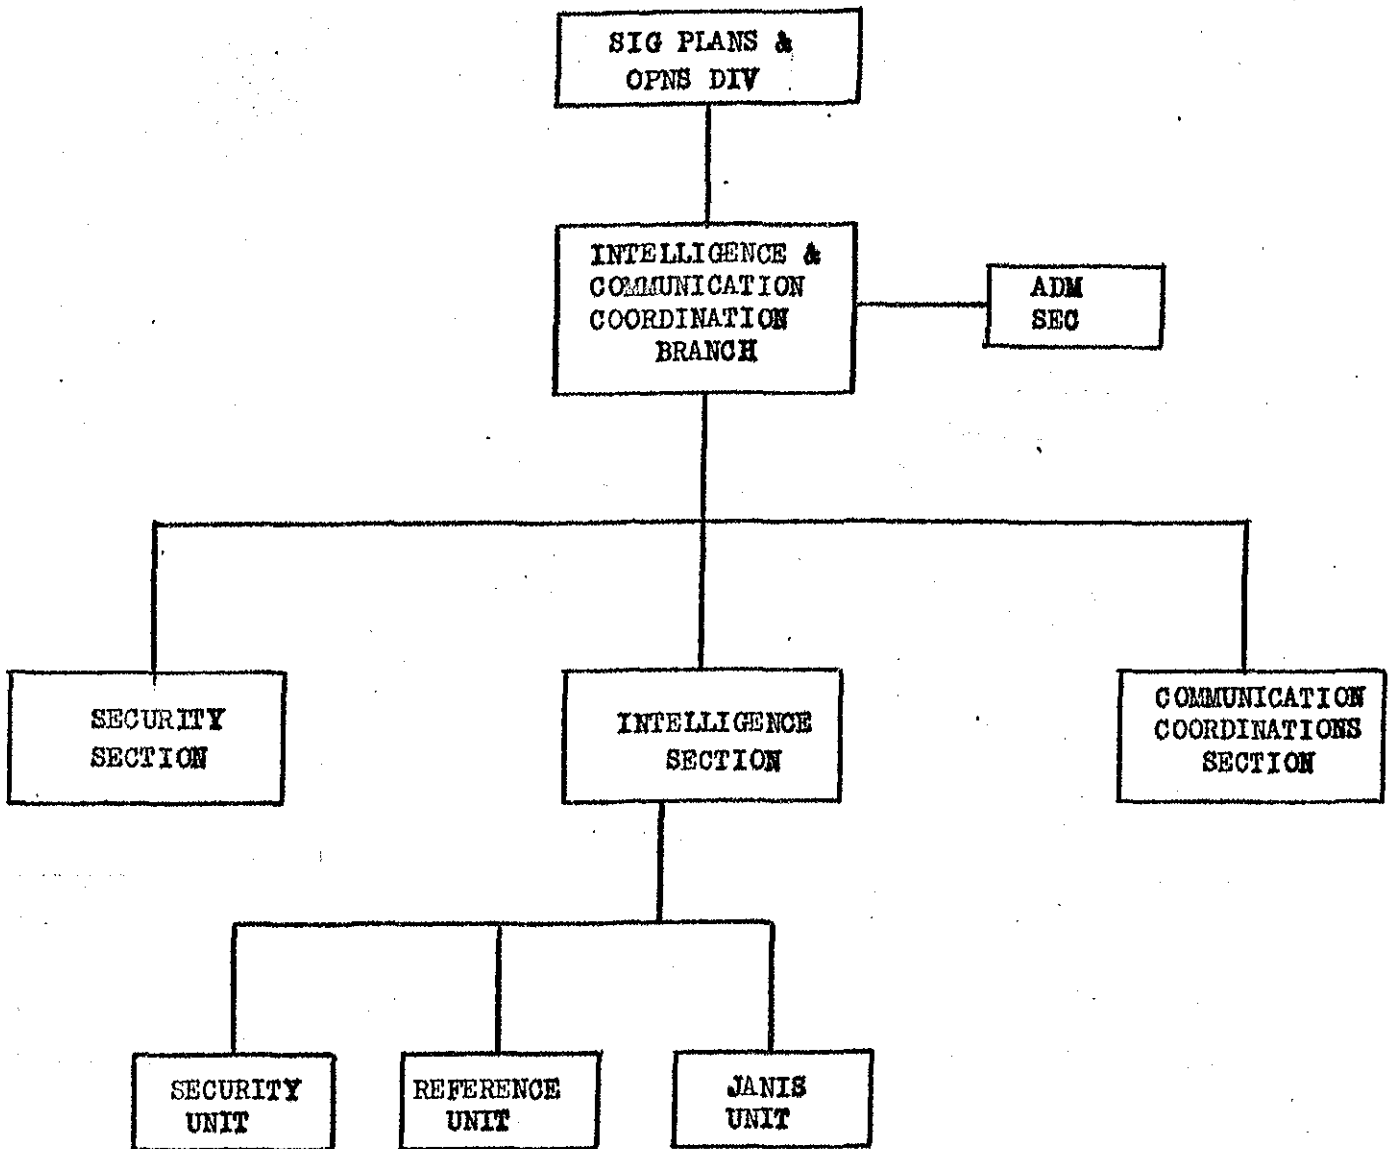 SIG PLANS &
OPNS DIV
INTELLIGENCE &
COMMUNICATION
COORDINATION
BRANCH
ADM
SEC
SECURITY
SECTION
INTELLIGENCE
SECTION
COMMUNICATION
COORDINATIONS
SECTION
SECURITY
UNIT
REFERENCE
UNIT
JANIS
UNIT